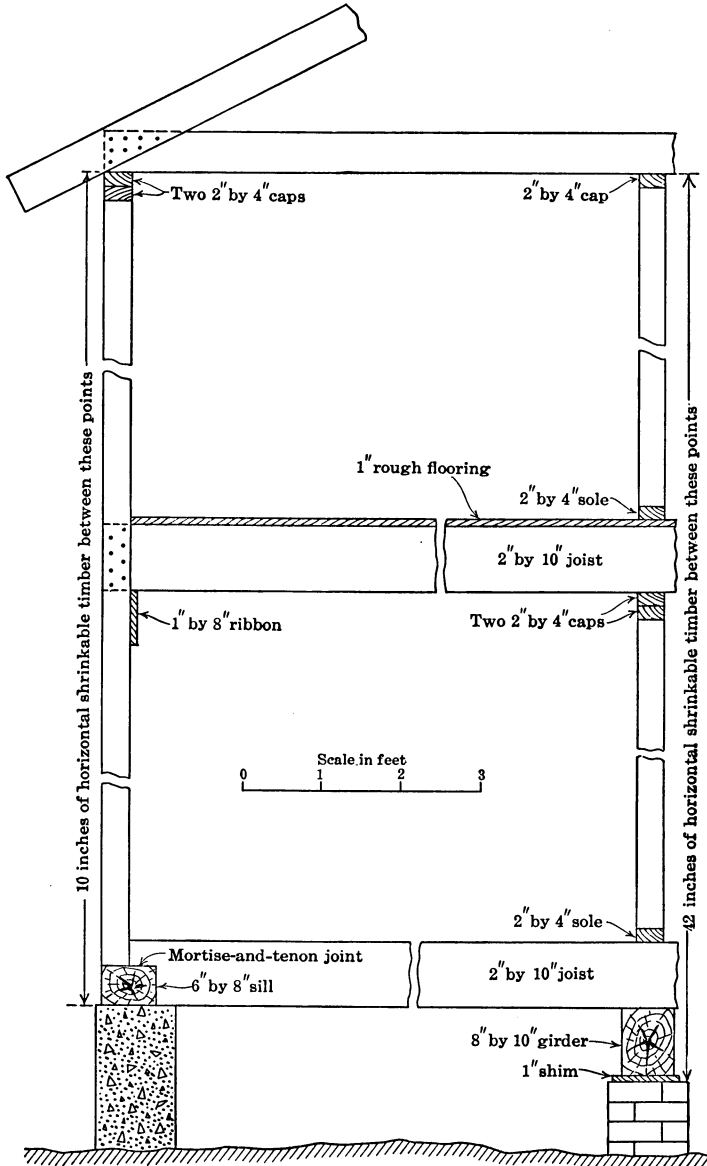 Two 2" by 4" caps
2" by 4" cap
10 inches of horizontal shrinkable timber between these points
42 inches of horizontal shrinkable timber between these points
1" rough flooring
2" by 4" sole
2" by 10" joist
1" by 8" ribbon
Two 2" by 4" caps
Scale in feet
0 1 2 3
2" by 4" sole
Mortise-and-tenon joint
6" by 8" sill
2" by 10" joist
8" by 10" girder
1" shim